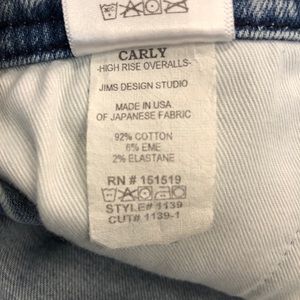 CARLY
-HIGH RISE OVERALLS-
JIMS DESIGN STUDIO
MADE IN USA
OF JAPANESE FABRIC
92% COTTON
6% EME
2% ELASTANE
RN # 151519
STYLE# 1139
CUT# 1139-1